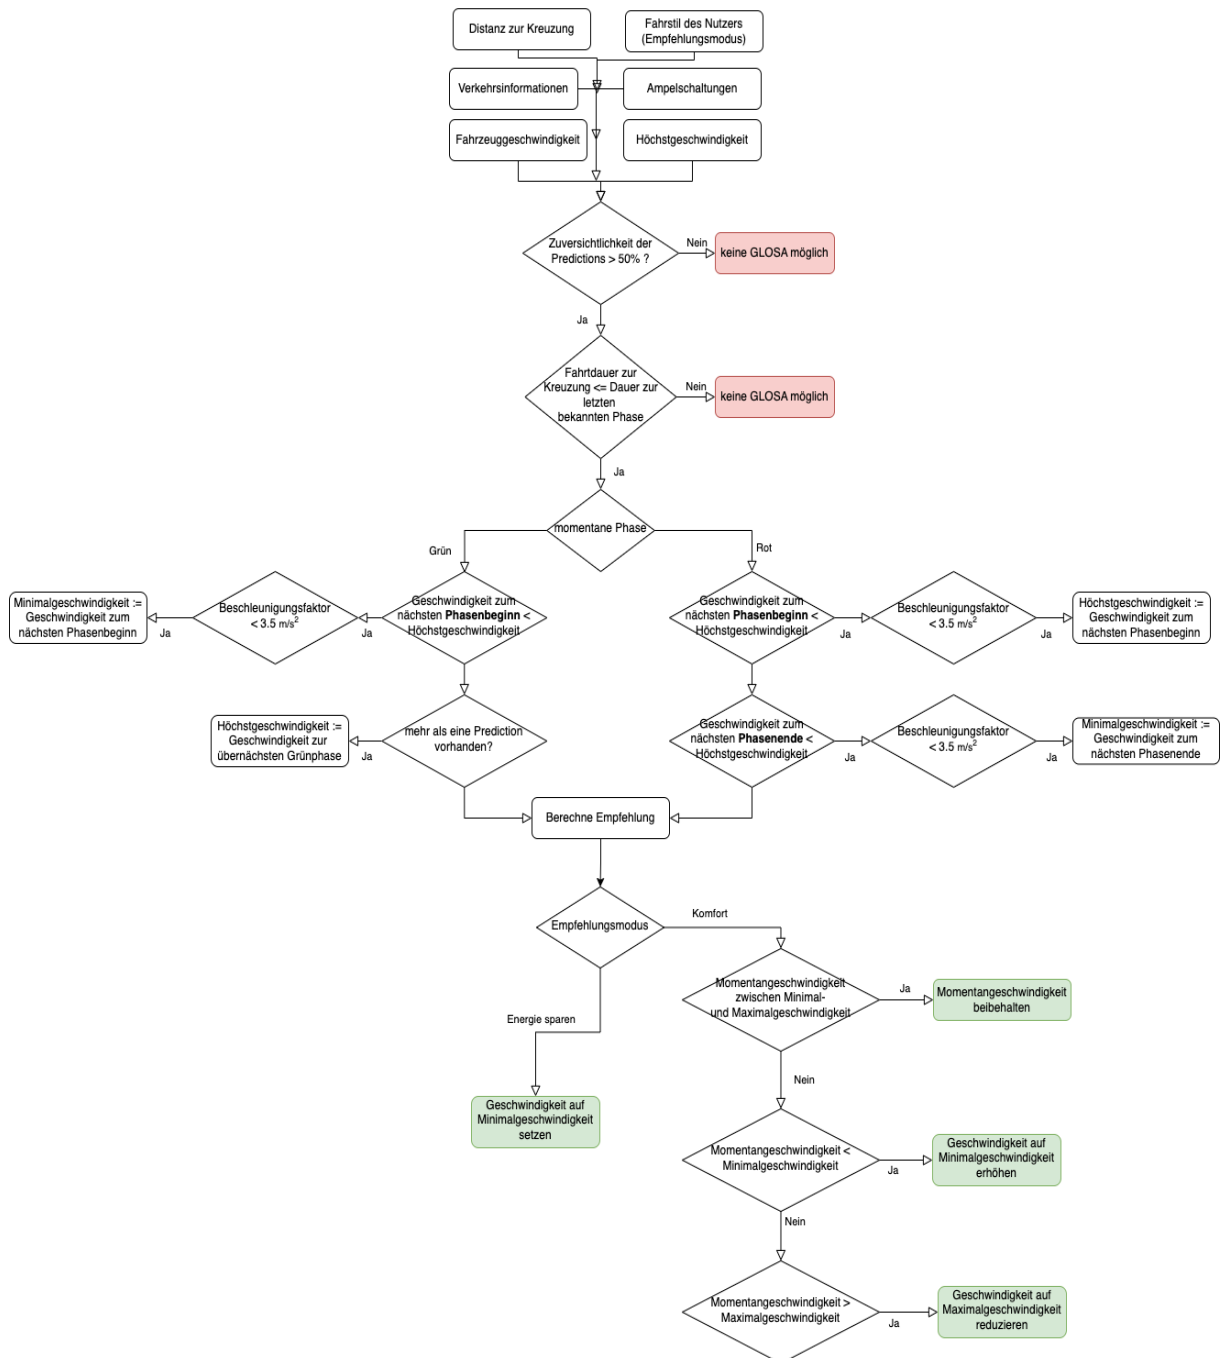 Distanz zur Kreuzung
Fahrstil des Nutzers
(Empfehlungsmodus)
Verkehrsinformationen
Ampelschaltungen
Fahrzeuggeschwindigkeit
Höchstgeschwindigkeit
Zuversichtlichkeit der
Predictions > 50% ?
Nein
keine GLOSA möglich
Ja
Fahrtdauer zur
Kreuzung <= Dauer zur
letzten
bekannten Phase
Nein
keine GLOSA möglich
Ja
momentane Phase
Grün
Rot
Minimalgeschwindigkeit :=
Geschwindigkeit zum
nächsten Phasenbeginn
Ja
Beschleunigungsfaktor
< 3.5 m/s²
Ja
Geschwindigkeit zum
nächsten Phasenbeginn <
Höchstgeschwindigkeit
Geschwindigkeit zum
nächsten Phasenbeginn <
Höchstgeschwindigkeit
Ja
Beschleunigungsfaktor
< 3.5 m/s²
Ja
Höchstgeschwindigkeit :=
Geschwindigkeit zum
nächsten Phasenbeginn
Höchstgeschwindigkeit :=
Geschwindigkeit zur
übernächsten Grünphase
Ja
mehr als eine Prediction
vorhanden?
Geschwindigkeit zum
nächsten Phasenende <
Höchstgeschwindigkeit
Ja
Beschleunigungsfaktor
< 3.5 m/s²
Ja
Minimalgeschwindigkeit :=
Geschwindigkeit zum
nächsten Phasenende
Berechne Empfehlung
Empfehlungsmodus
Komfort
Energie sparen
Geschwindigkeit auf
Minimalgeschwindigkeit
setzen
Momentangeschwindigkeit
zwischen Minimal-
und Maximalgeschwindigkeit
Ja
Momentangeschwindigkeit
beibehalten
Nein
Momentangeschwindigkeit <
Minimalgeschwindigkeit
Ja
Geschwindigkeit auf
Minimalgeschwindigkeit
erhöhen
Nein
Momentangeschwindigkeit >
Maximalgeschwindigkeit
Ja
Geschwindigkeit auf
Maximalgeschwindigkeit
reduzieren